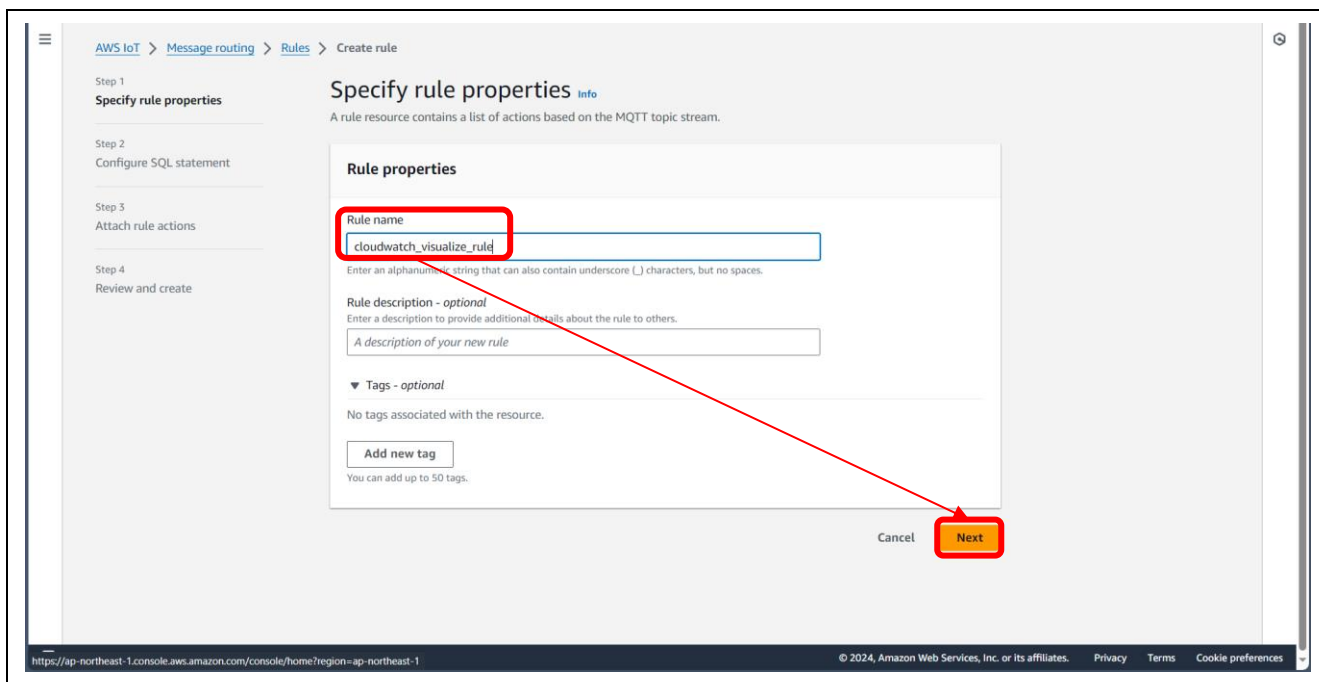 AWS IoT > Message routing > Rules > Create rule
Step 1
Specify rule properties
Step 2
Configure SQL statement
Step 3
Attach rule actions
Step 4
Review and create
Specify rule properties Info
A rule resource contains a list of actions based on the MQTT topic stream.
Rule properties
Rule name
cloudwatch_visualize_rule
Enter an alphanumeric string that can also contain underscore (_) characters, but no spaces.
Rule description - optional
Enter a description to provide additional details about the rule to others.
A description of your new rule
Tags - optional
No tags associated with the resource.
Add new tag
You can add up to 50 tags.
Cancel Next
https://ap-northeast-1.console.aws.amazon.com/console/home?region=ap-northeast-1
© 2024, Amazon Web Services, Inc. or its affiliates. Privacy Terms Cookie preferences